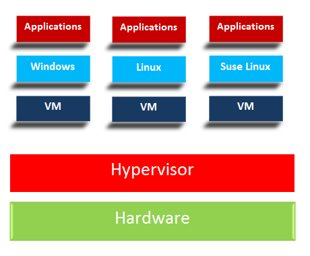 Applications Applications Applications
Windows Linux Suse Linux
VM VM VM
Hypervisor
Hardware